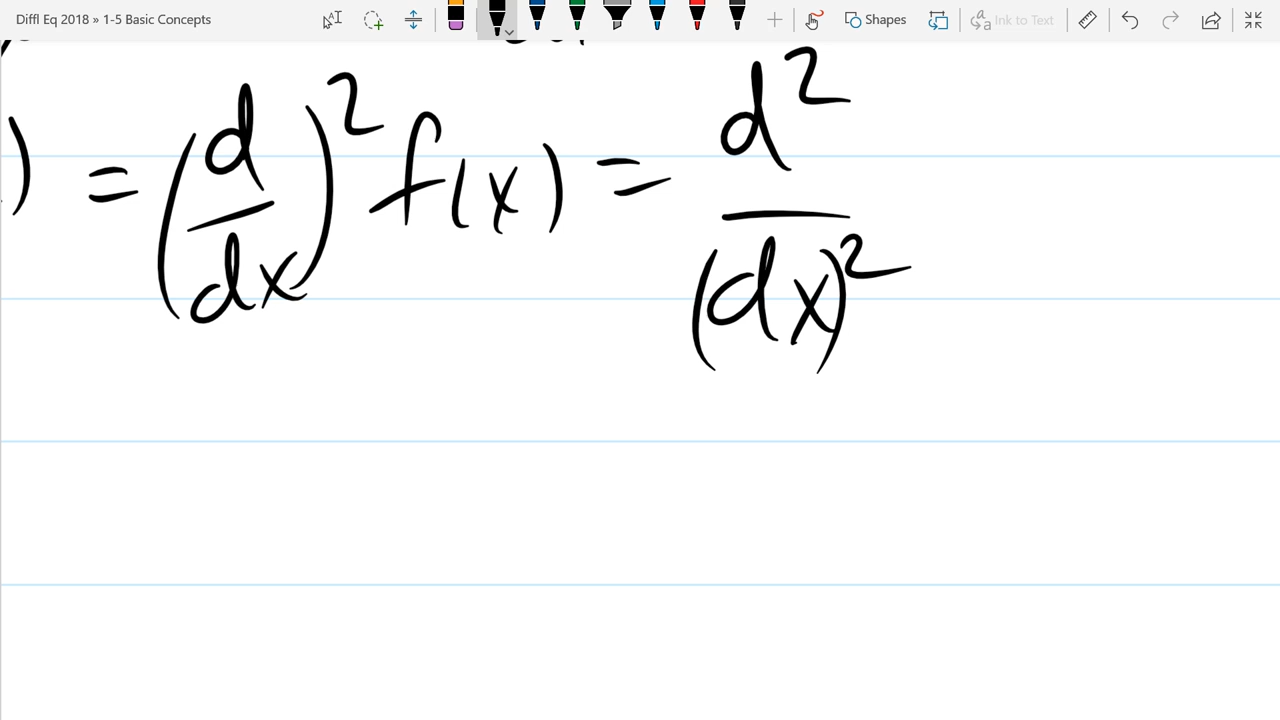 Diffl Eq 2018 » 1-5 Basic Concepts Shapes Ink to Text
) = (d/dx)² f(x) = d²/(dx)²